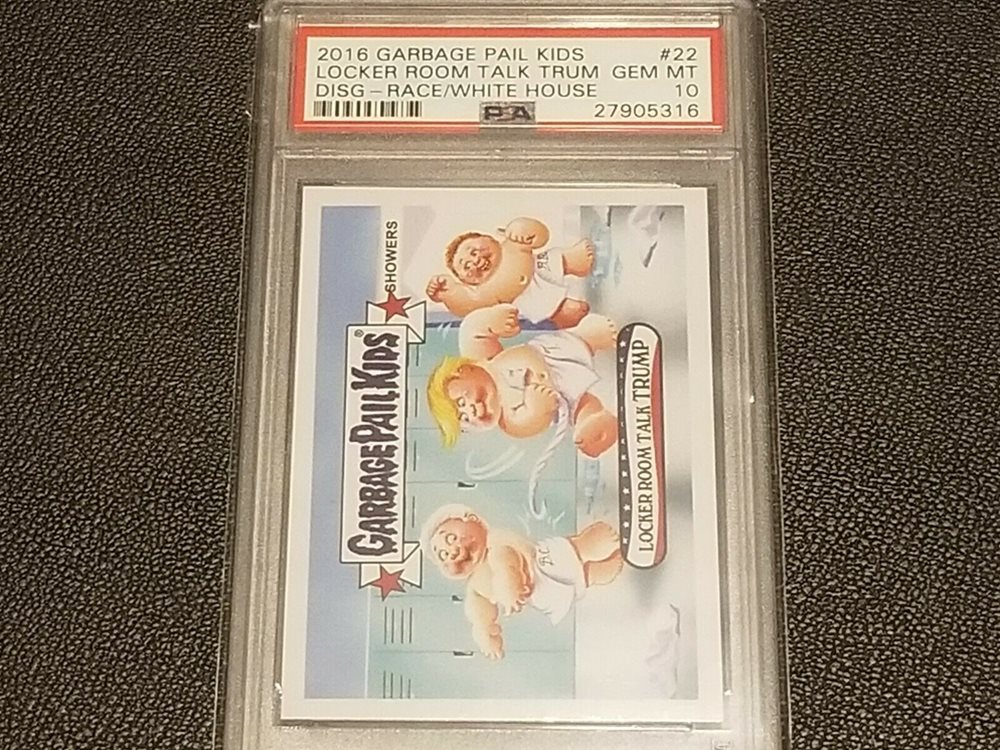 2016 GARBAGE PAIL KIDS #22
LOCKER ROOM TALK TRUM GEM MT
DISG - RACE/WHITE HOUSE 10
PSA 27905316
GARBAGE PAIL KIDS®
SHOWERS
B.C.
LOCKER ROOM TALK TRUMP